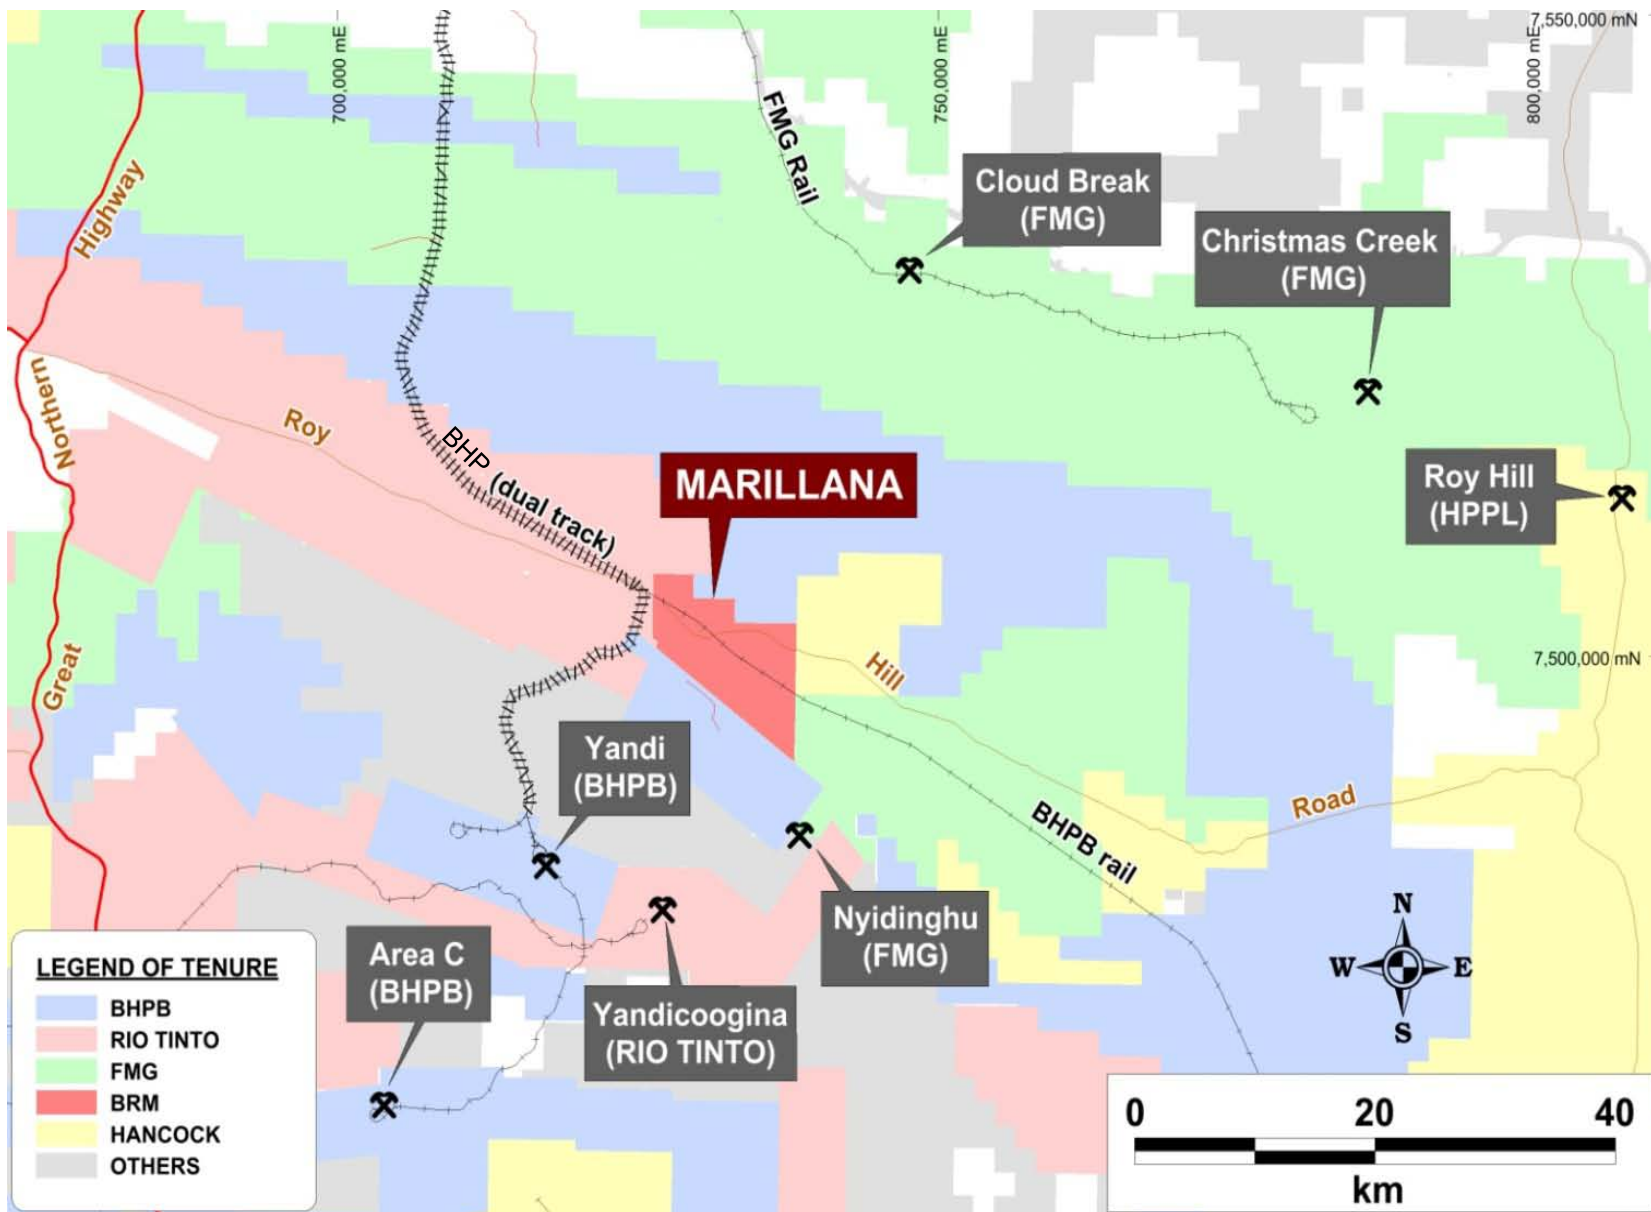 7,550,000 mN
700,000 mE
750,000 mE
800,000 mE
FMG Rail
Cloud Break
(FMG)
Highway
Christmas Creek
(FMG)
Northern
Roy
BHP (dual track)
MARILLANA
Roy Hill
(HPPL)
7,500,000 mN
Great
Hill
Yandi
(BHPB)
Road
BHPB rail
Nyidinghu
(FMG)
N
W E
S
Area C
(BHPB)
Yandicoogina
(RIO TINTO)
LEGEND OF TENURE
BHPB
RIO TINTO
FMG
BRM
HANCOCK
OTHERS
0 20 40
km